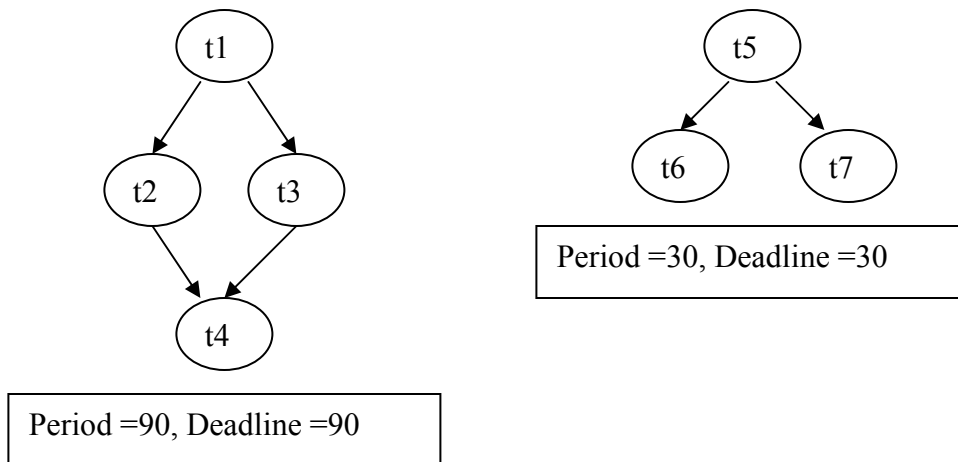 t1
t2
t3
t4
Period =90, Deadline =90
t5
t6
t7
Period =30, Deadline =30